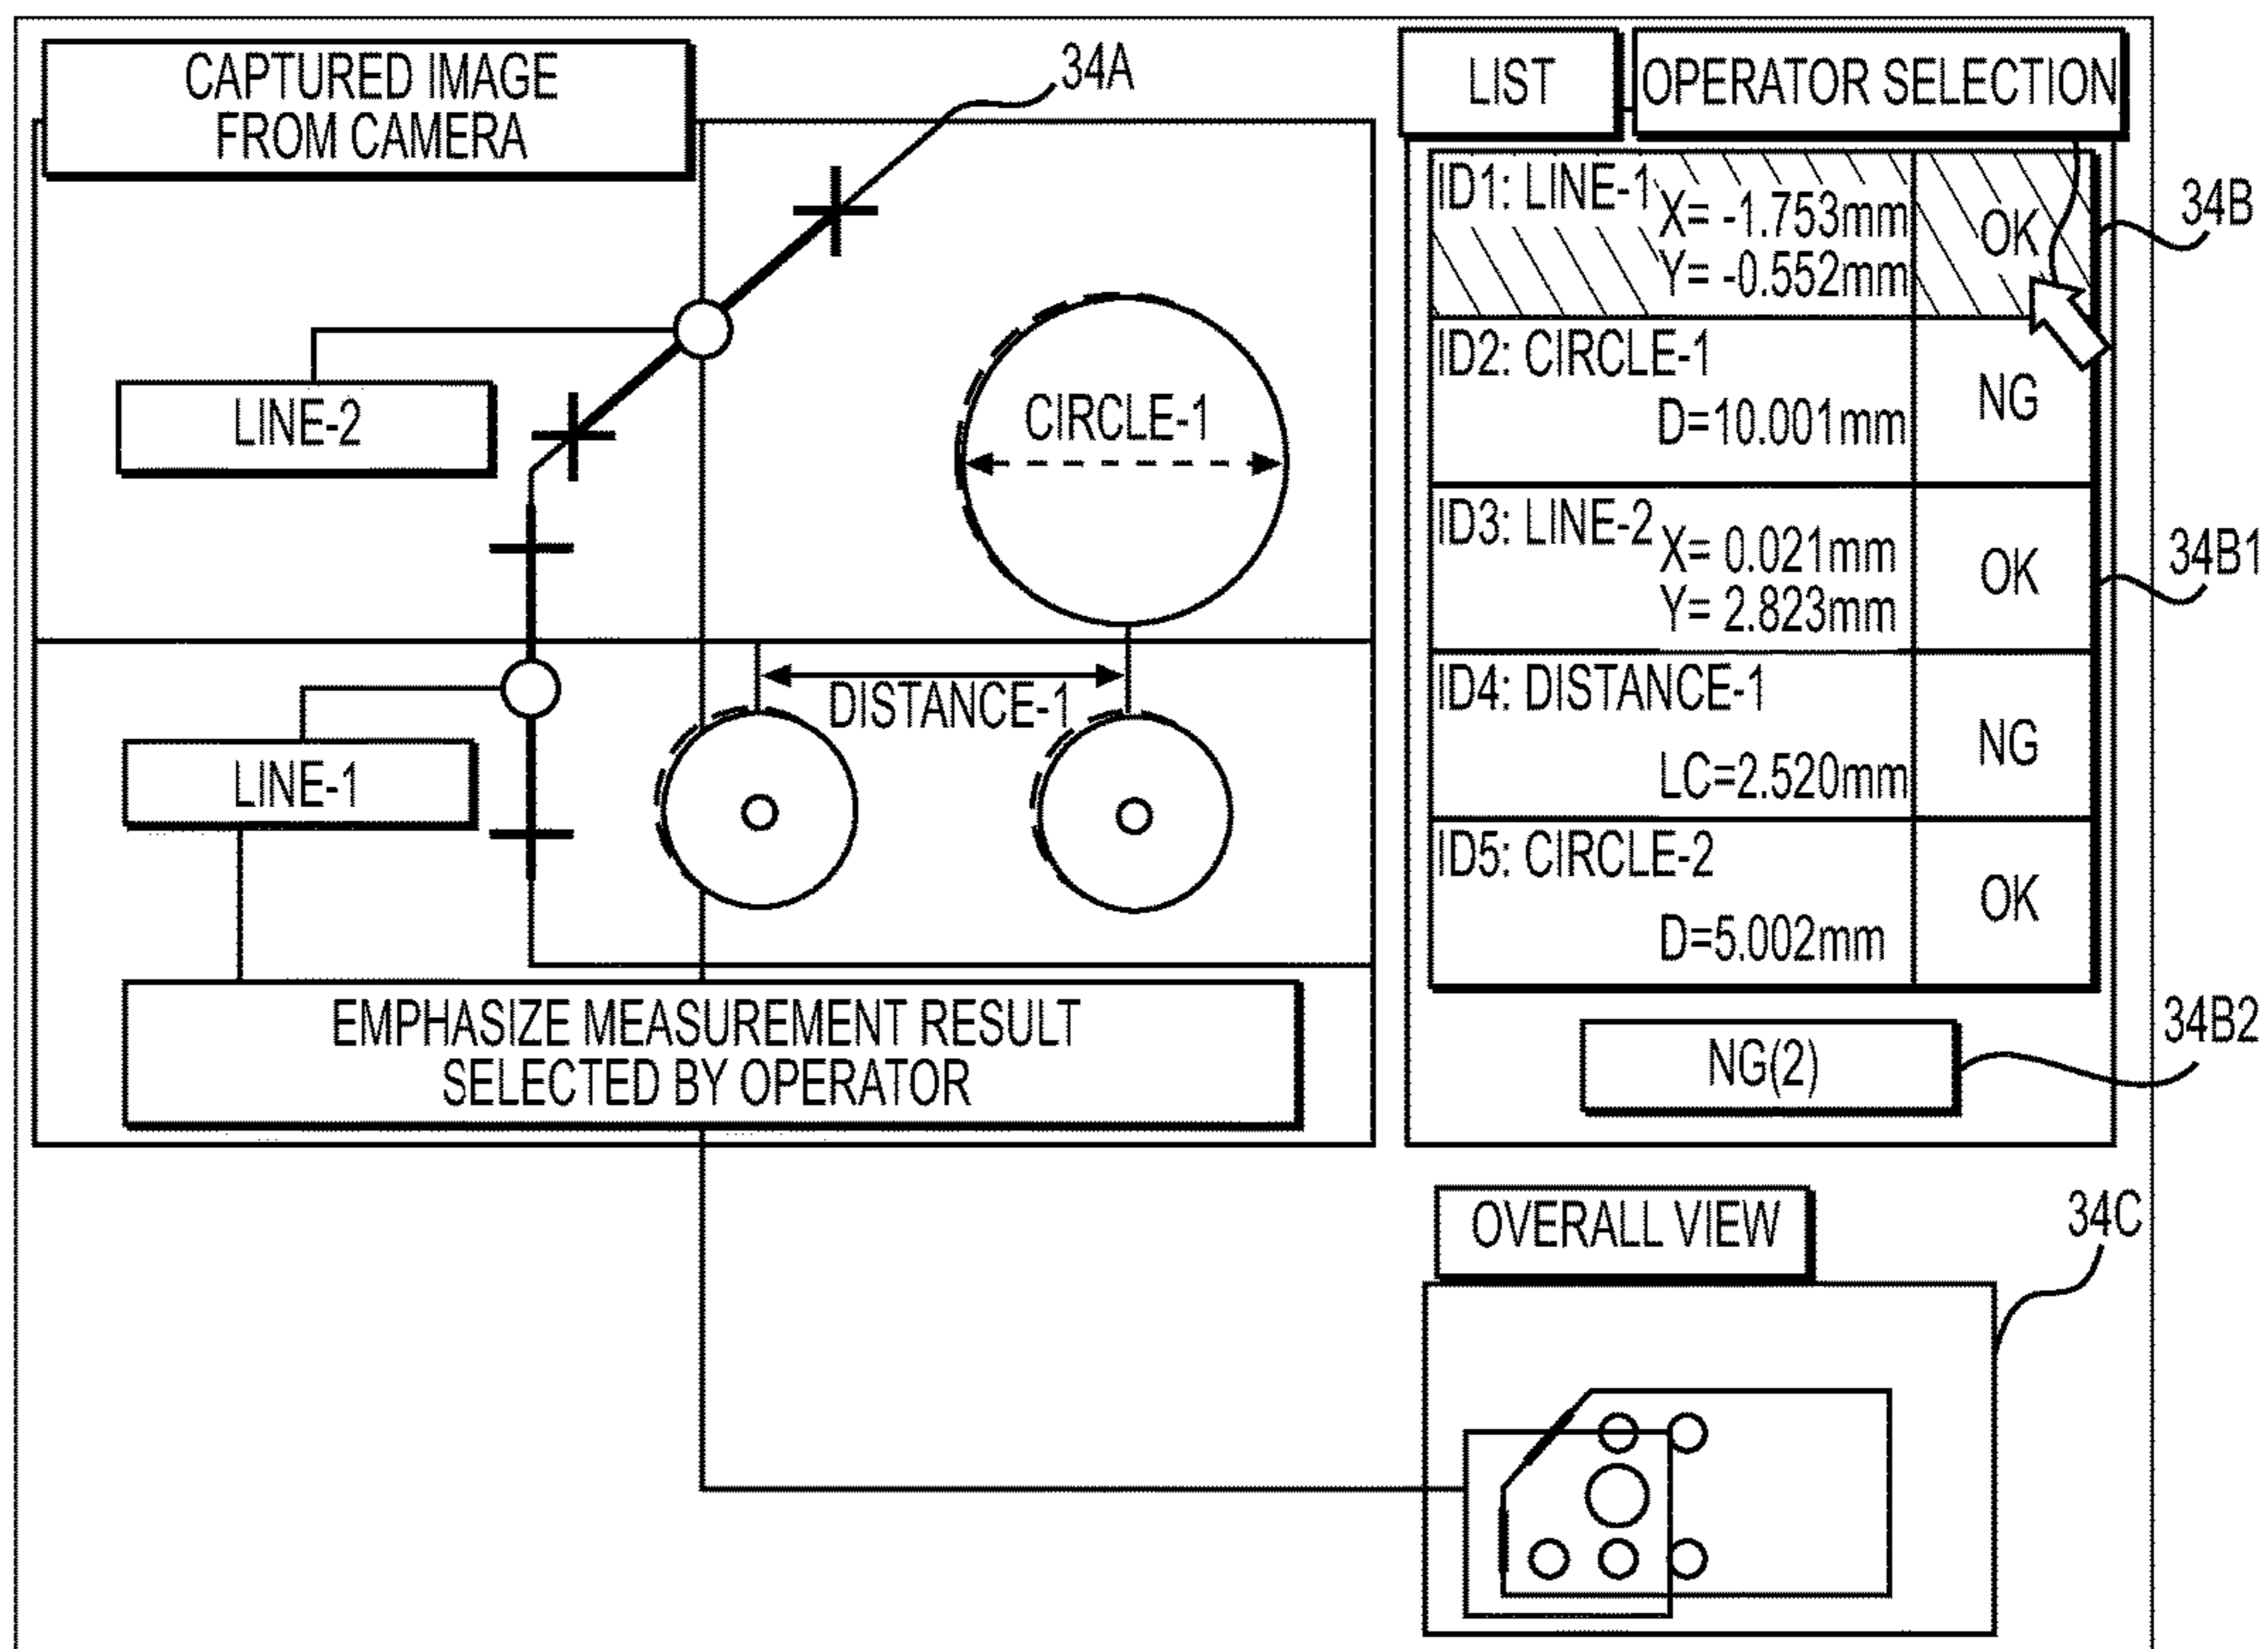 CAPTURED IMAGE
FROM CAMERA
34A
LINE-2
CIRCLE-1
DISTANCE-1
LINE-1
EMPHASIZE MEASUREMENT RESULT
SELECTED BY OPERATOR
LIST
OPERATOR SELECTION
ID1: LINE-1
X= -1.753mm
Y= -0.552mm
OK
34B
ID2: CIRCLE-1
D=10.001mm
NG
ID3: LINE-2
X= 0.021mm
Y= 2.823mm
OK
34B1
ID4: DISTANCE-1
LC=2.520mm
NG
ID5: CIRCLE-2
D=5.002mm
OK
NG(2)
34B2
OVERALL VIEW
34C